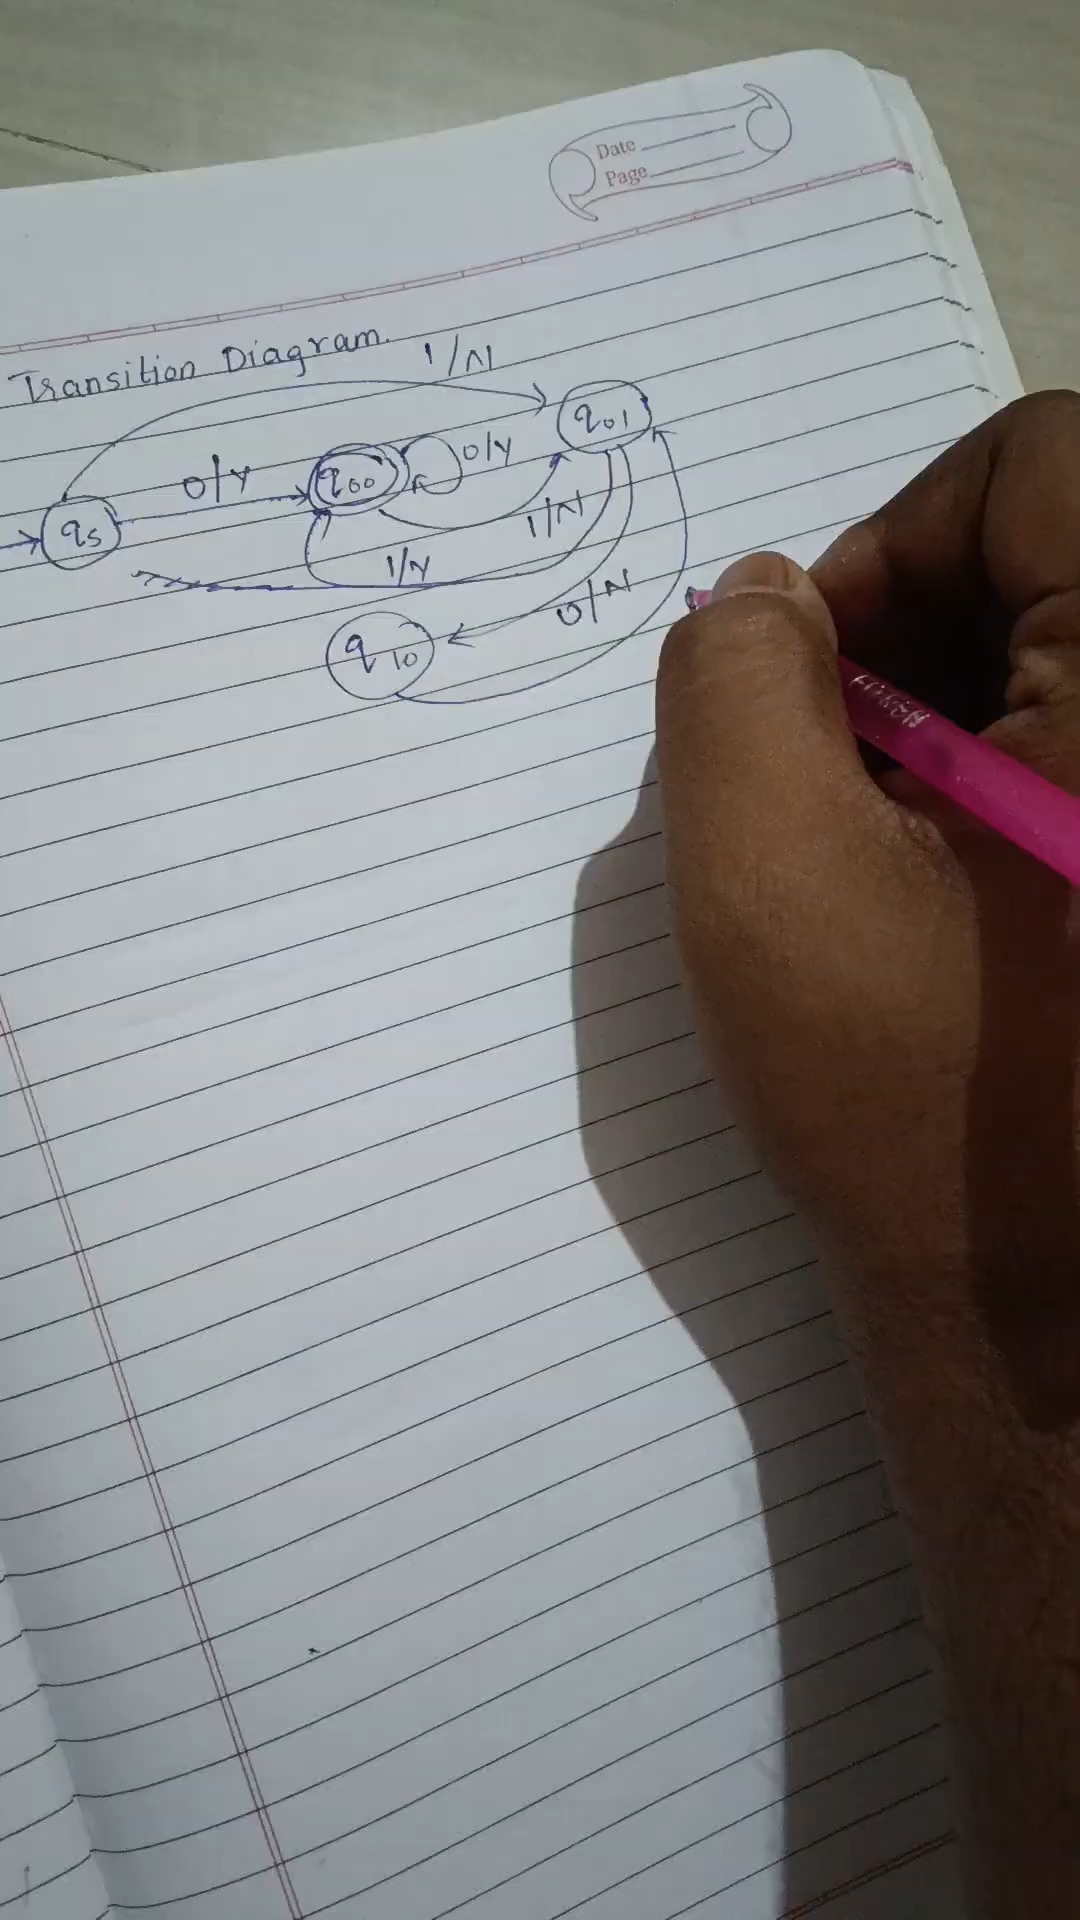 Date
Page
Transition Diagram.
1/N
q01
0/Y
q00
0/Y
qs
1/N
1/Y
0/N
q10